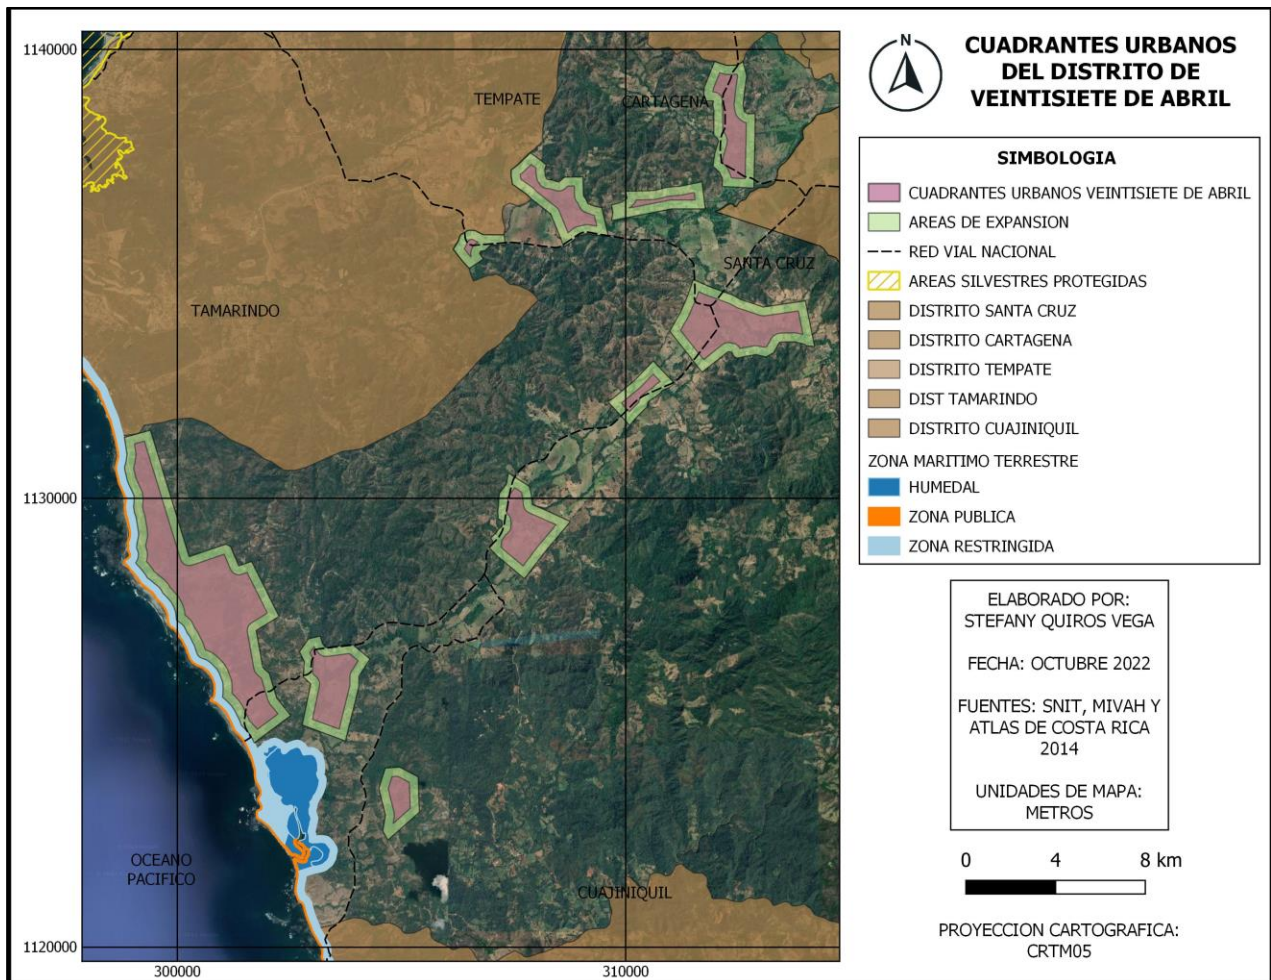 1140000
1130000
1120000
300000
310000
TEMPATE
CARTAGENA
SANTA CRUZ
TAMARINDO
OCEANO
PACIFICO
CUAJINIQUIL
N
CUADRANTES URBANOS
DEL DISTRITO DE
VEINTISIETE DE ABRIL
SIMBOLOGIA
CUADRANTES URBANOS VEINTISIETE DE ABRIL
AREAS DE EXPANSION
RED VIAL NACIONAL
AREAS SILVESTRES PROTEGIDAS
DISTRITO SANTA CRUZ
DISTRITO CARTAGENA
DISTRITO TEMPATE
DIST TAMARINDO
DISTRITO CUAJINIQUIL
ZONA MARITIMO TERRESTRE
HUMEDAL
ZONA PUBLICA
ZONA RESTRINGIDA
ELABORADO POR:
STEFANY QUIROS VEGA
FECHA: OCTUBRE 2022
FUENTES: SNIT, MIVAH Y
ATLAS DE COSTA RICA
2014
UNIDADES DE MAPA:
METROS
0 4 8 km
PROYECCION CARTOGRAFICA:
CRTM05